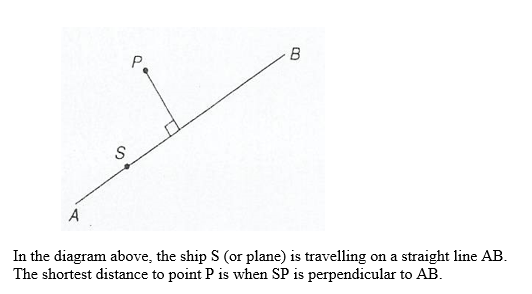 B
P
S
A
In the diagram above, the ship S (or plane) is travelling on a straight line AB.
The shortest distance to point P is when SP is perpendicular to AB.